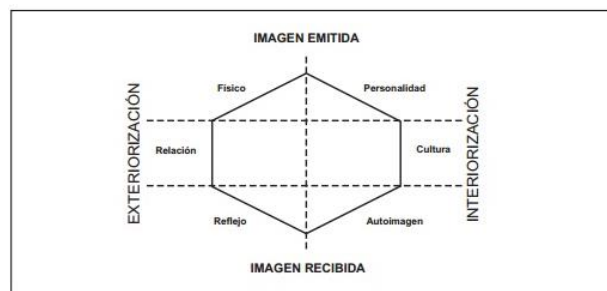 IMAGEN EMITIDA
Físico
Personalidad
EXTERIORIZACIÓN
Relación
Cultura
INTERIORIZACIÓN
Reflejo
Autoimagen
IMAGEN RECIBIDA